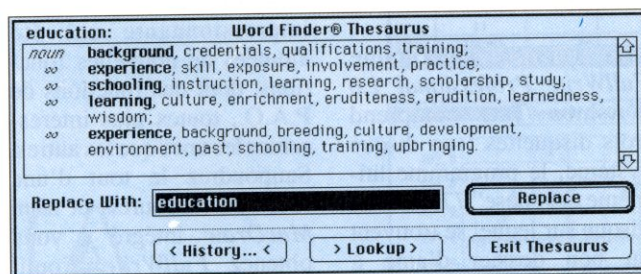 education: Word Finder® Thesaurus
noun background, credentials, qualifications, training;
∞ experience, skill, exposure, involvement, practice;
∞ schooling, instruction, learning, research, scholarship, study;
∞ learning, culture, enrichment, eruditeness, erudition, learnedness,
wisdom;
∞ experience, background, breeding, culture, development,
environment, past, schooling, training, upbringing.
Replace With: education Replace
< History... < > Lookup > Exit Thesaurus